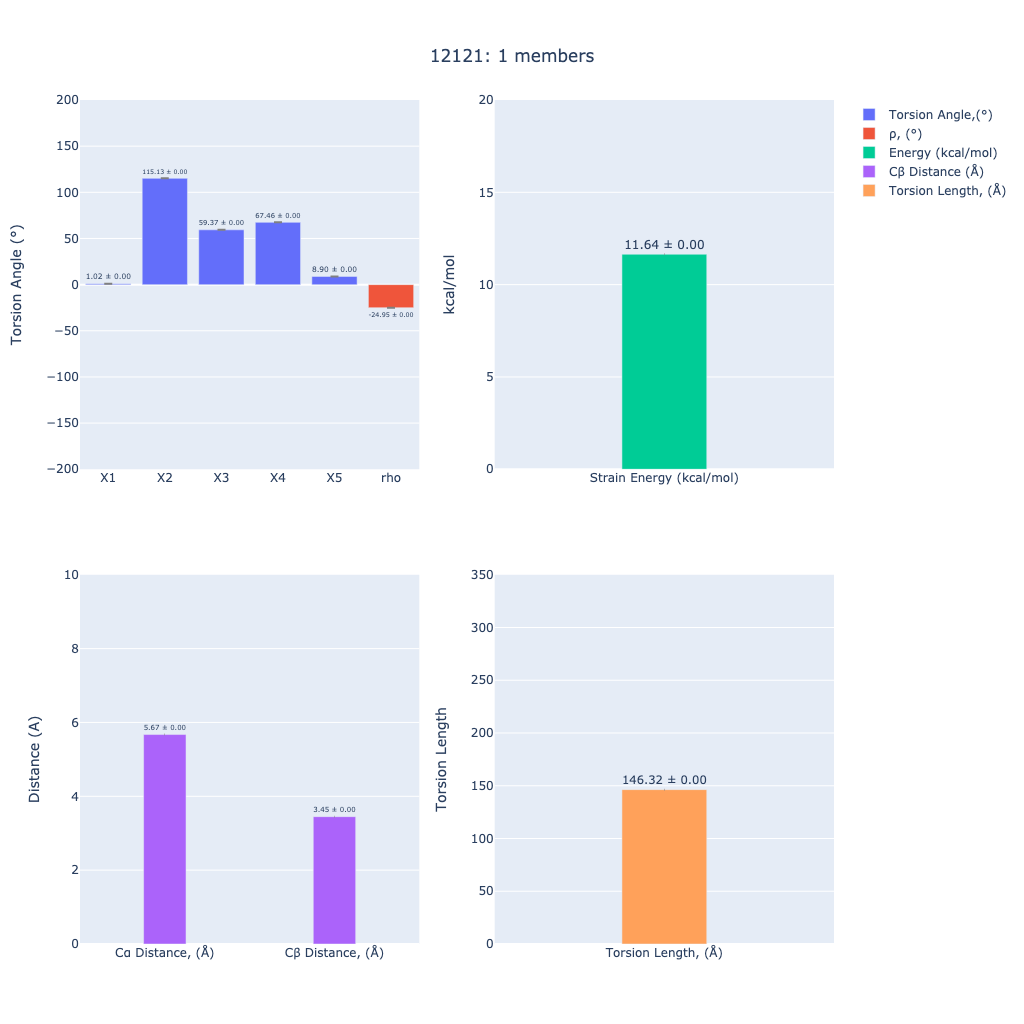 12121: 1 members
Torsion Angle (°)
200
150
100
50
0
−50
−100
−150
−200
1.02 ± 0.00
115.13 ± 0.00
59.37 ± 0.00
67.46 ± 0.00
8.90 ± 0.00
-24.95 ± 0.00
X1 X2 X3 X4 X5 rho
kcal/mol
20
15
10
5
0
11.64 ± 0.00
Strain Energy (kcal/mol)
Torsion Angle,(°)
ρ, (°)
Energy (kcal/mol)
Cβ Distance (Å)
Torsion Length, (Å)
Distance (A)
10
8
6
4
2
0
5.67 ± 0.00
3.45 ± 0.00
Cα Distance, (Å) Cβ Distance, (Å)
Torsion Length
350
300
250
200
150
100
50
0
146.32 ± 0.00
Torsion Length, (Å)